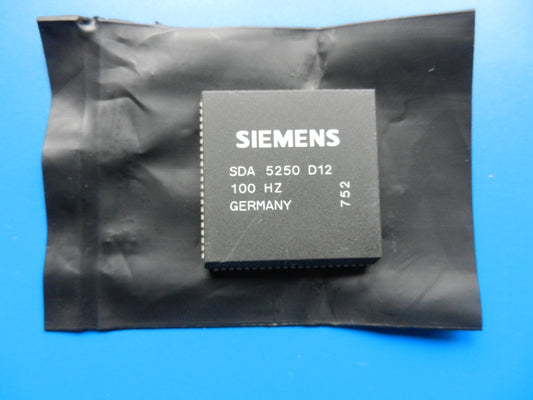 SIEMENS
SDA 5250 D12
100 HZ
GERMANY
752